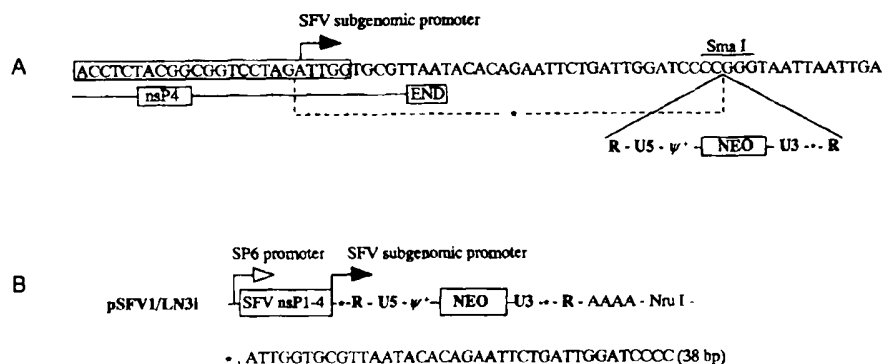 SFV subgenomic promoter
Sma I
A
ACCTCTACGGCGGTCCTAGATTGGTGCGTTAATACACAGAATTCTGATTGGATCCCCGGGTAATTAATTGA
nsP4
END
*
R - U5 - ψ+ - NEO - U3 -*- R
SP6 promoter
SFV subgenomic promoter
B
pSFV1/LN3i
SFV nsP1-4
*- R - U5 - ψ+ - NEO - U3 -*- R - AAAA - Nru I -
* . ATTGGTGCGTTAATACACAGAATTCTGATTGGATCCCC (38 bp)